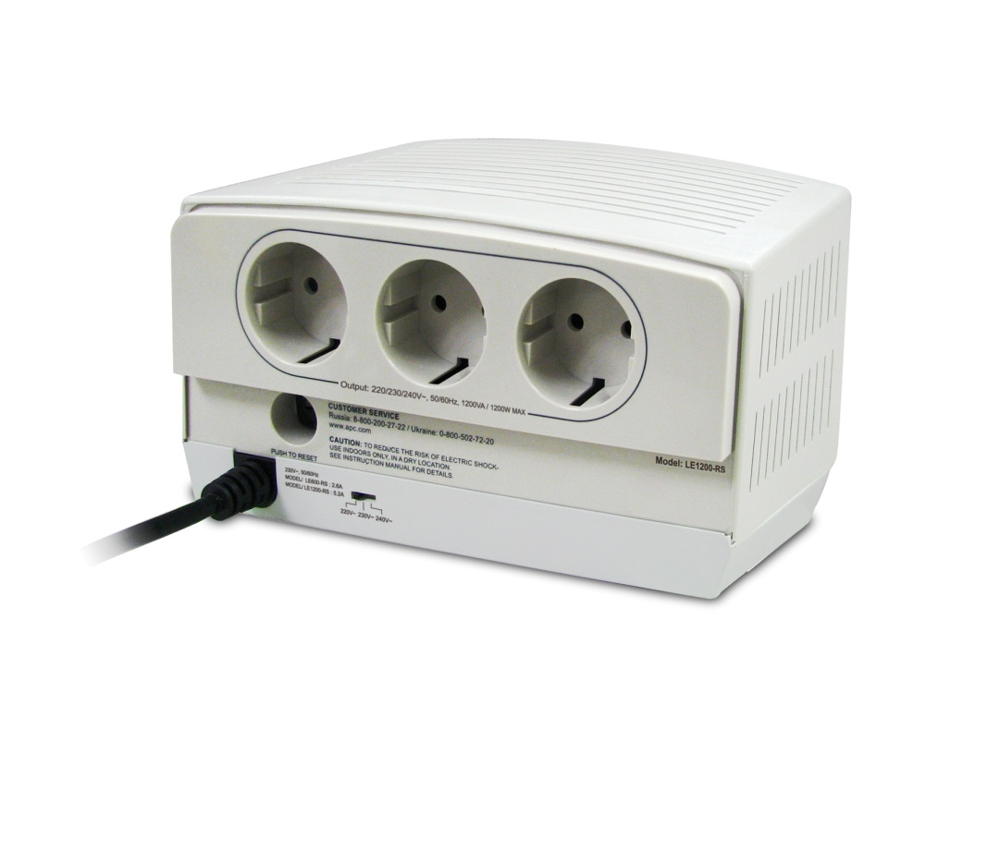 Output: 220/230/240V~, 50/60Hz, 1200VA / 1200W MAX
CUSTOMER SERVICE
Russia: 8-800-200-27-22 / Ukraine: 0-800-502-72-20
www.apc.com
CAUTION: TO REDUCE THE RISK OF ELECTRIC SHOCK-
USE INDOORS ONLY, IN A DRY LOCATION.
SEE INSTRUCTION MANUAL FOR DETAILS
Model: LE1200-RS
PUSH TO RESET
230V~, 50/60Hz
MODEL/ LE600-RS : 2.6A
MODEL/ LE1200-RS : 5.2A
220V~ 230V~ 240V~